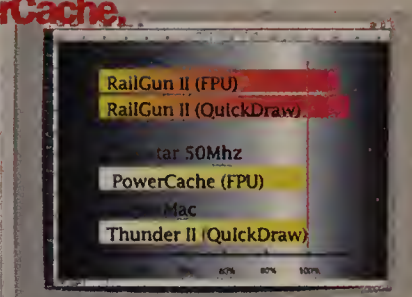 rCache,
RailGun II (FPU)
RailGun II (QuickDraw)
tar 50Mhz
PowerCache (FPU)
Mac
Thunder II (QuickDraw)
60% 80% 100%